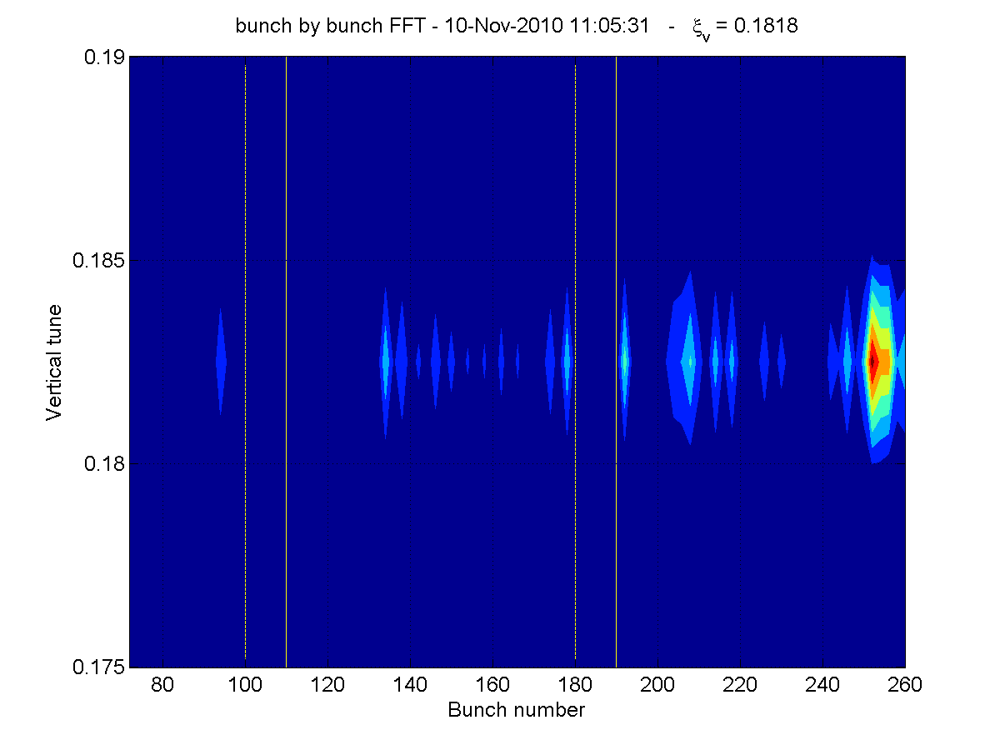 bunch by bunch FFT - 10-Nov-2010 11:05:31 - ξv = 0.1818
0.19
0.185
0.18
0.175
Vertical tune
80 100 120 140 160 180 200 220 240 260
Bunch number